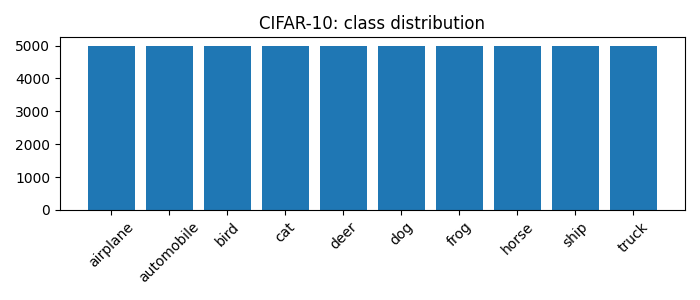 CIFAR-10: class distribution
5000
4000
3000
2000
1000
0
airplane
automobile
bird
cat
deer
dog
frog
horse
ship
truck